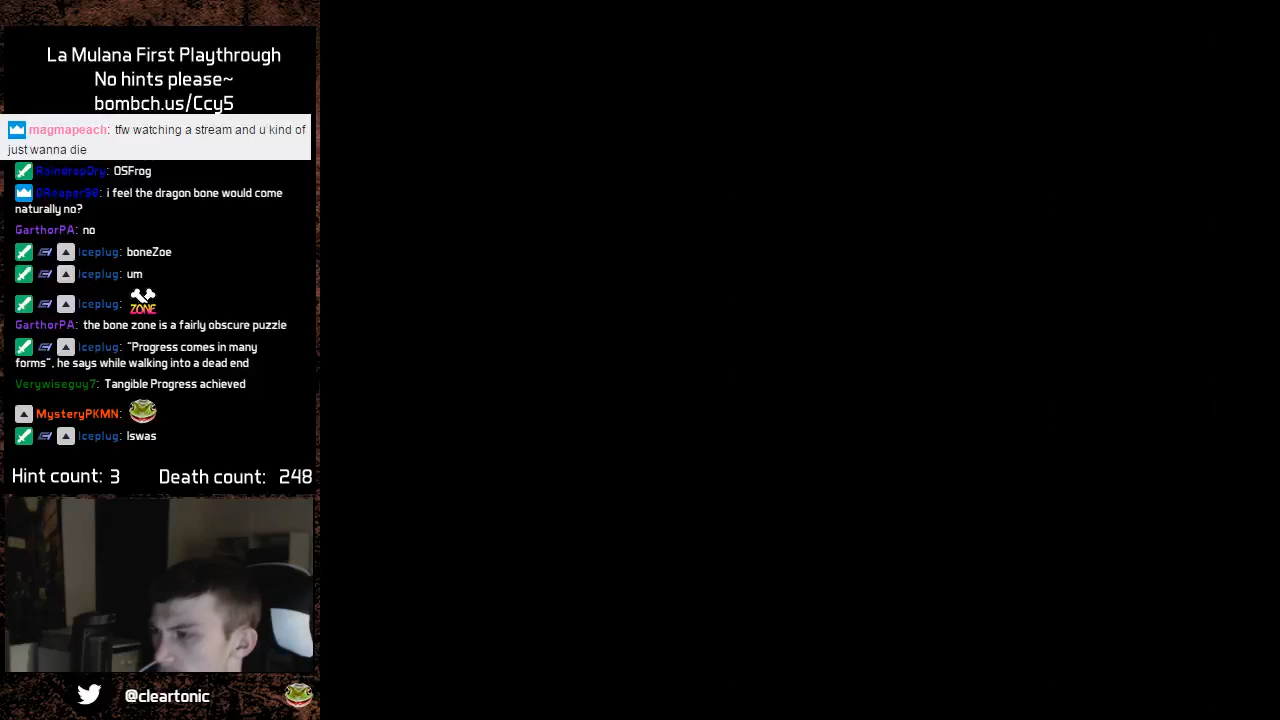 La Mulana First Playthrough
No hints please~
bombch.us/Ccy5
magmapeach: tfw watching a stream and u kind of
just wanna die
RaindropDry: OSFrog
CReaper90: i feel the dragon bone would come
naturally no?
GarthorPA: no
Iceplug: boneZoe
Iceplug: um
Iceplug: ZONE
GarthorPA: the bone zone is a fairly obscure puzzle
Iceplug: "Progress comes in many
forms", he says while walking into a dead end
Verywiseguy7: Tangible Progress achieved
MysteryPKMN:
Iceplug: lswas
Hint count: 3 Death count: 248
@cleartonic